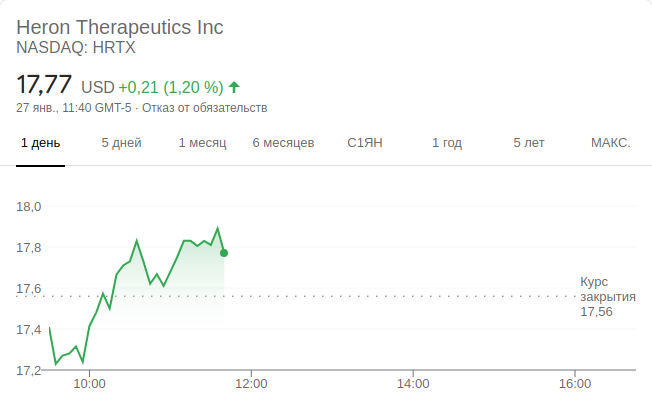 Heron Therapeutics Inc
NASDAQ: HRTX
17,77 USD +0,21 (1,20 %)
27 янв., 11:40 GMT-5 · Отказ от обязательств
1 день 5 дней 1 месяц 6 месяцев С1ЯН 1 год 5 лет МАКС.
18,0
17,8
17,6
17,4
17,2
Курс
закрытия
17,56
10:00 12:00 14:00 16:00